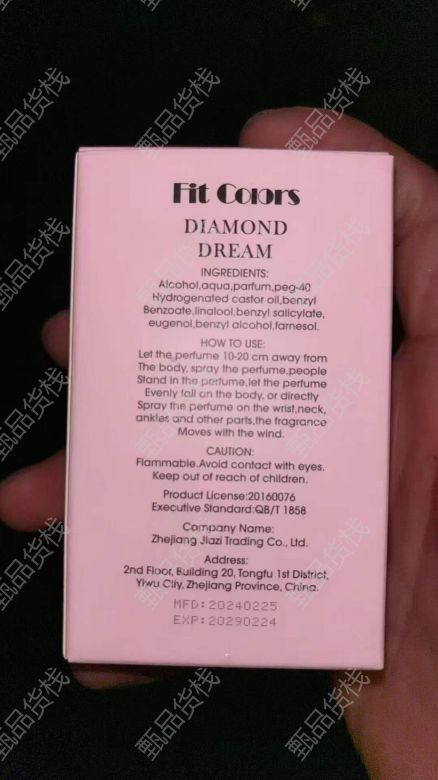 Fit Colors
DIAMOND
DREAM
INGREDIENTS:
Alcohol,aqua,parfum,peg-40
Hydrogenated castor oil,benzyl
Benzoate,linalool,benzyl salicylate,
eugenol,benzyl alcohol,farnesol.
HOW TO USE:
Let the perfume 10-20 cm away from
The body, spray the perfume,people
Stand in the perfume,let the perfume
Evenly fall on the body, or directly
Spray the perfume on the wrist,neck,
ankles and other parts,the fragrance
Moves with the wind.
CAUTION:
Flammable.Avoid contact with eyes.
Keep out of reach of children.
Product License:20160076
Executive Standard:QB/T 1858
Company Name:
Zhejiang Jiazi Trading Co., Ltd.
Address:
2nd Floor, Building 20, Tongfu 1st District,
Yiwu City, Zhejiang Province, China.
MFD:20240225
EXP:20290224
甄品货栈